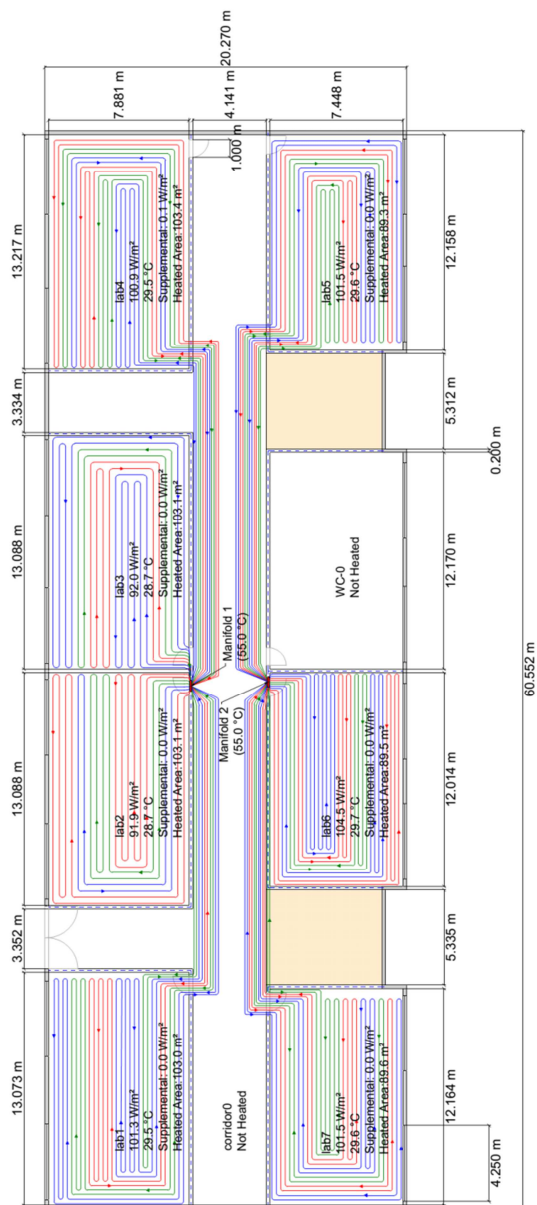 20.270 m
7.881 m
4.141 m
7.448 m
1.000 m
13.217 m
3.334 m
13.088 m
13.088 m
3.352 m
13.073 m
12.158 m
5.312 m
0.200 m
12.170 m
60.552 m
12.014 m
5.335 m
12.164 m
4.250 m
lab4
100.9 W/m²
29.5 °C
Supplemental: 0.1 W/m²
Heated Area:103.4 m²
lab5
101.5 W/m²
29.6 °C
Supplemental: 0.0 W/m²
Heated Area:89.3 m²
lab3
92.0 W/m²
28.7 °C
Supplemental: 0.0 W/m²
Heated Area:103.1 m²
WC-0
Not Heated
Manifold 1
(55.0 °C)
Manifold 2
(55.0 °C)
lab2
91.9 W/m²
28.7 °C
Supplemental: 0.0 W/m²
Heated Area:103.1 m²
lab6
104.5 W/m²
29.7 °C
Supplemental: 0.0 W/m²
Heated Area:89.5 m²
lab1
101.3 W/m²
29.5 °C
Supplemental: 0.0 W/m²
Heated Area:103.0 m²
corridor0
Not Heated
lab7
101.5 W/m²
29.6 °C
Supplemental: 0.0 W/m²
Heated Area:89.6 m²